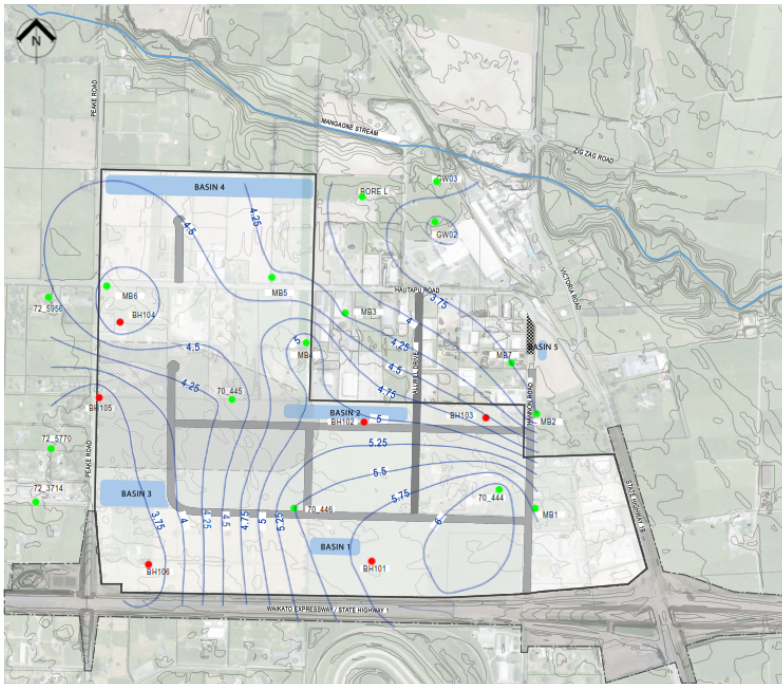 N
PEAKE ROAD
MANGAONE STREAM
ZIG ZAG ROAD
BASIN 4
BORE L
GW03
4.25
4.5
GW02
VICTORIA ROAD
MB5
HAUTAPU ROAD
MB6
72_5956
BH104
3.75
MB3
4
5
4.25
MB4
4.5
BASIN 5
4.5
MB7
4.75
4.25
70_445
HANNON ROAD
BH105
BASIN 2
5
BH103
MB2
BH102
PEAKE ROAD
72_5770
5.25
5.5
BASIN 3
5.75
70_444
72_3714
STATE HIGHWAY 1B
3.75
4
4.25
4.5
4.75
5
5.25
70_446
6
MB1
BASIN 1
BH106
BH101
WAIKATO EXPRESSWAY / STATE HIGHWAY 1